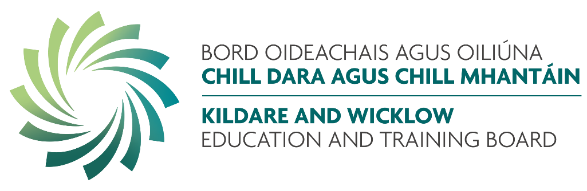 BORD OIDEACHAIS AGUS OILIÚNA
CHILL DARA AGUS CHILL MHANTÁIN
KILDARE AND WICKLOW
EDUCATION AND TRAINING BOARD